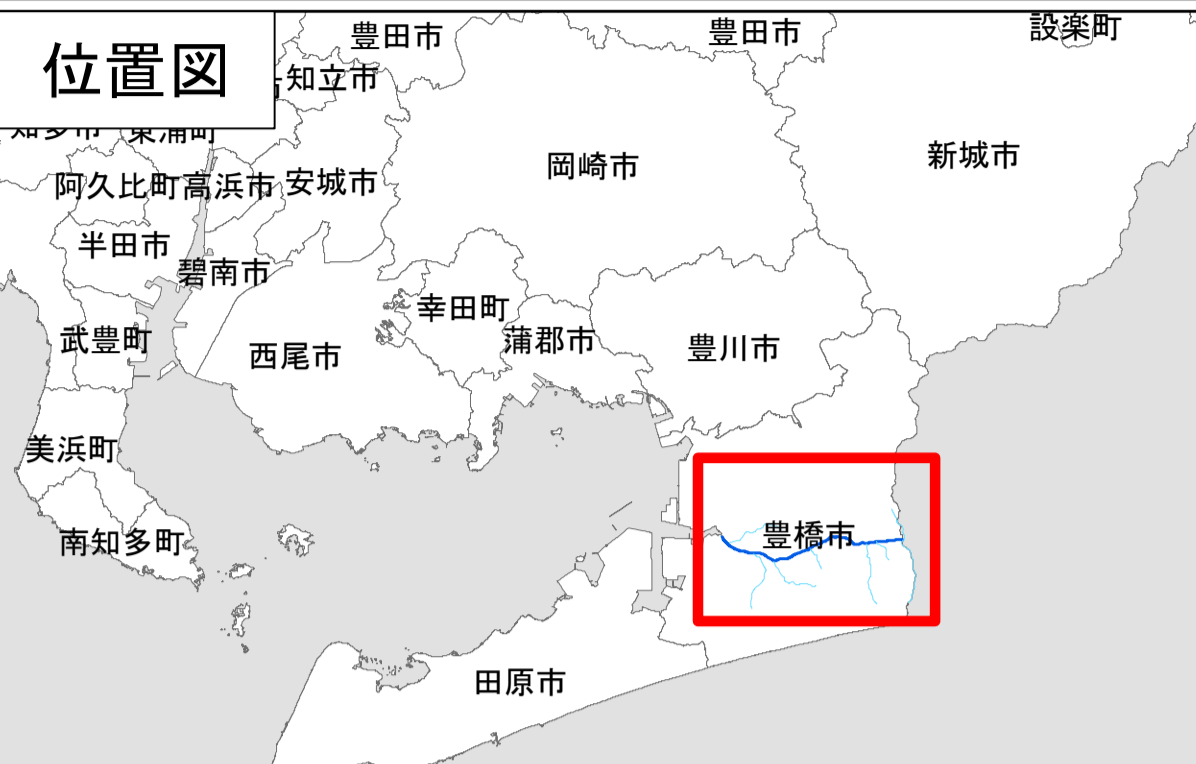 位置図
豊田市
豊田市
設楽町
知立市
知多市
東浦町
岡崎市
新城市
阿久比町
高浜市
安城市
半田市
碧南市
幸田町
武豊町
西尾市
蒲郡市
豊川市
美浜町
南知多町
豊橋市
田原市